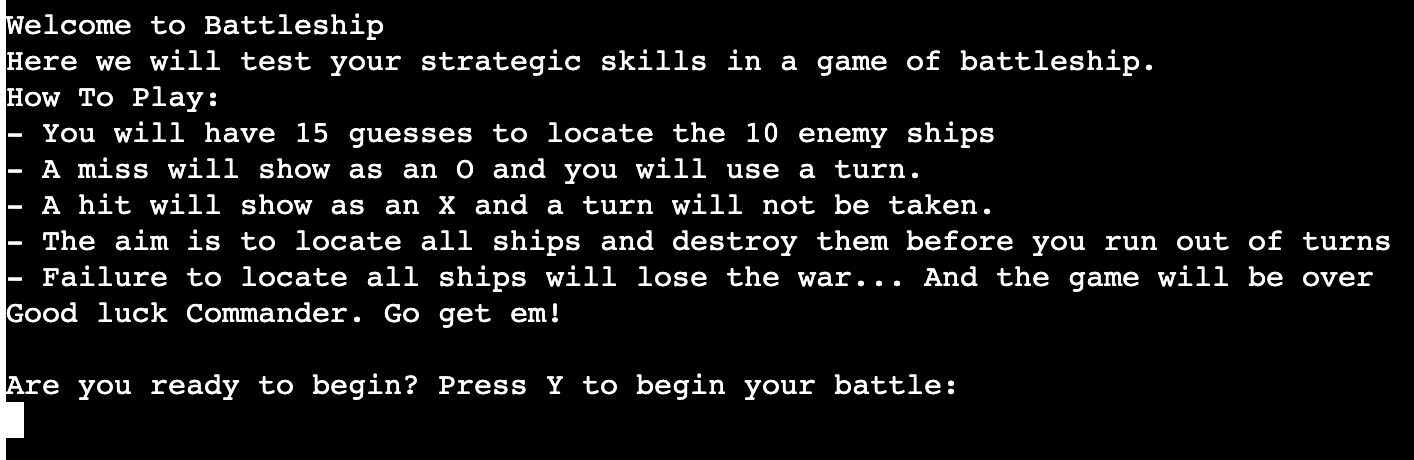 Welcome to Battleship
Here we will test your strategic skills in a game of battleship.
How To Play:
- You will have 15 guesses to locate the 10 enemy ships
- A miss will show as an O and you will use a turn.
- A hit will show as an X and a turn will not be taken.
- The aim is to locate all ships and destroy them before you run out of turns
- Failure to locate all ships will lose the war... And the game will be over
Good luck Commander. Go get em!
Are you ready to begin? Press Y to begin your battle: